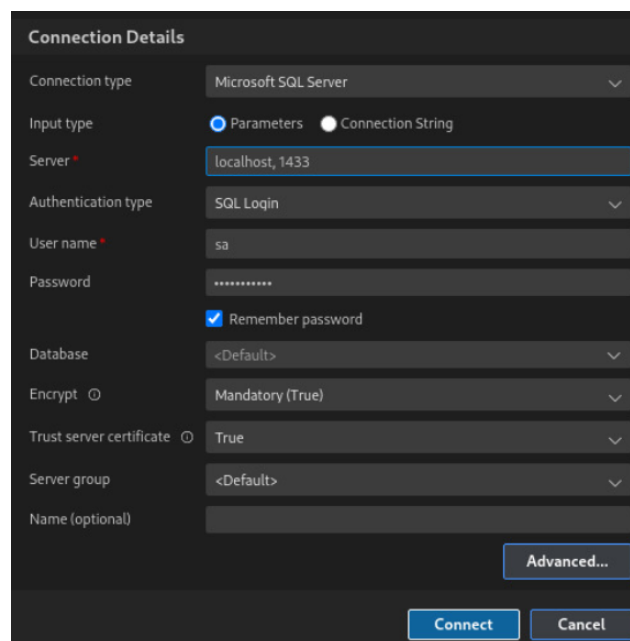 Connection Details
Connection type Microsoft SQL Server
Input type Parameters Connection String
Server * localhost, 1433
Authentication type SQL Login
User name * sa
Password •••••••••••
Remember password
Database <Default>
Encrypt Mandatory (True)
Trust server certificate True
Server group <Default>
Name (optional)
Advanced...
Connect Cancel